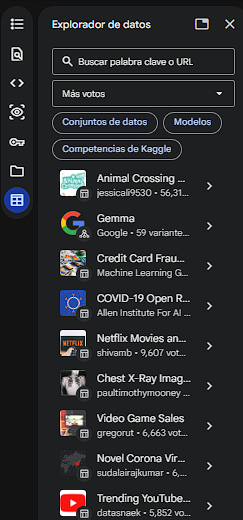 Explorador de datos
Buscar palabra clave o URL
Más votos
Conjuntos de datos
Modelos
Competencias de Kaggle
Animal Crossing ...
jessicali9530 • 56,31...
Gemma
Google • 59 variante...
Credit Card Frau...
Machine Learning G...
COVID-19 Open R...
Allen Institute For AI ...
Netflix Movies an...
shivamb • 9,607 vot...
Chest X-Ray Imag...
paultimothymooney ...
Video Game Sales
gregorut • 6,663 vot...
Novel Corona Vir...
sudalairajkumar • 6,...
Trending YouTube...
datasnaek • 5,852 vo...